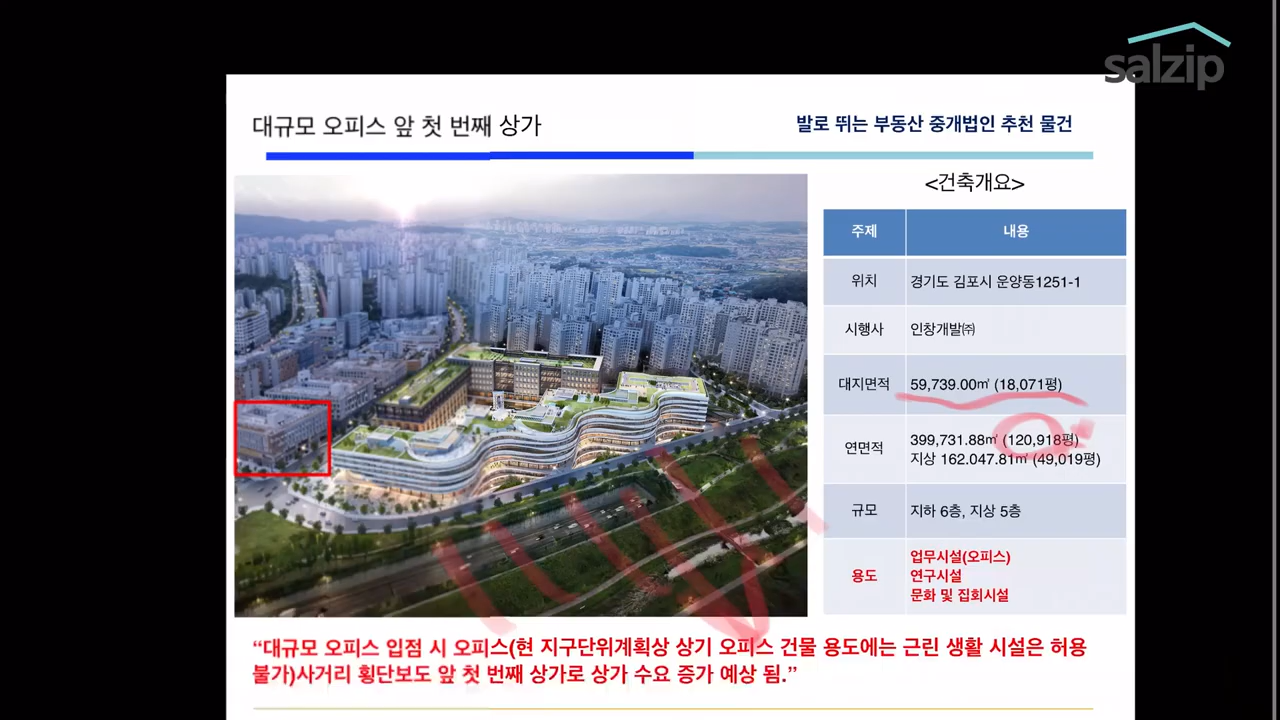 salzip
대규모 오피스 앞 첫 번째 상가
발로 뛰는 부동산 중개법인 추천 물건
<건축개요>
주제 내용
위치 경기도 김포시 운양동1251-1
시행사 인창개발㈜
대지면적 59,739.00㎡ (18,071평)
연면적 399,731.88㎡ (120,918평)
지상 162.047.81㎡ (49,019평)
규모 지하 6층, 지상 5층
용도 업무시설(오피스)
연구시설
문화 및 집회시설
“대규모 오피스 입점 시 오피스(현 지구단위계획상 상기 오피스 건물 용도에는 근린 생활 시설은 허용
불가)사거리 횡단보도 앞 첫 번째 상가로 상가 수요 증가 예상 됨.”